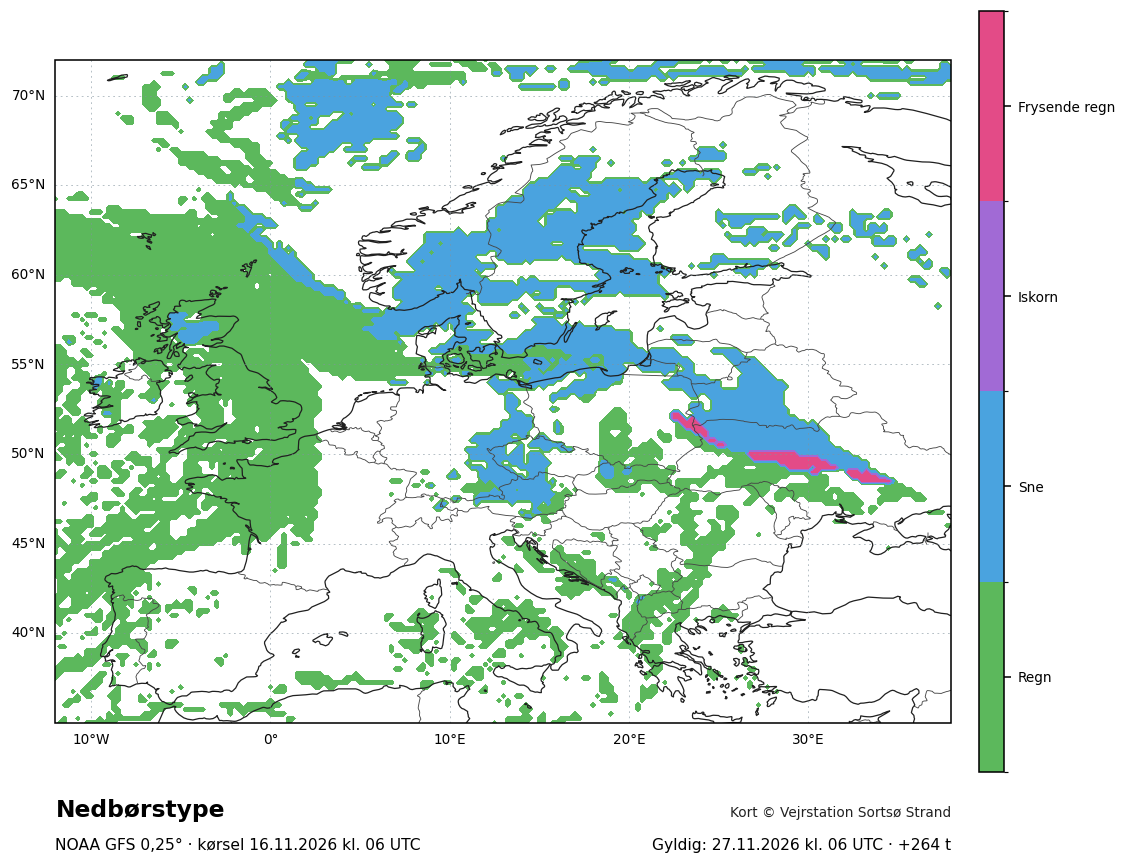 70°N
65°N
60°N
55°N
50°N
45°N
40°N
10°W
0°
10°E
20°E
30°E
Frysende regn
Iskorn
Sne
Regn
Nedbørstype
Kort © Vejrstation Sortsø Strand
NOAA GFS 0,25° · kørsel 16.11.2026 kl. 06 UTC
Gyldig: 27.11.2026 kl. 06 UTC · +264 t